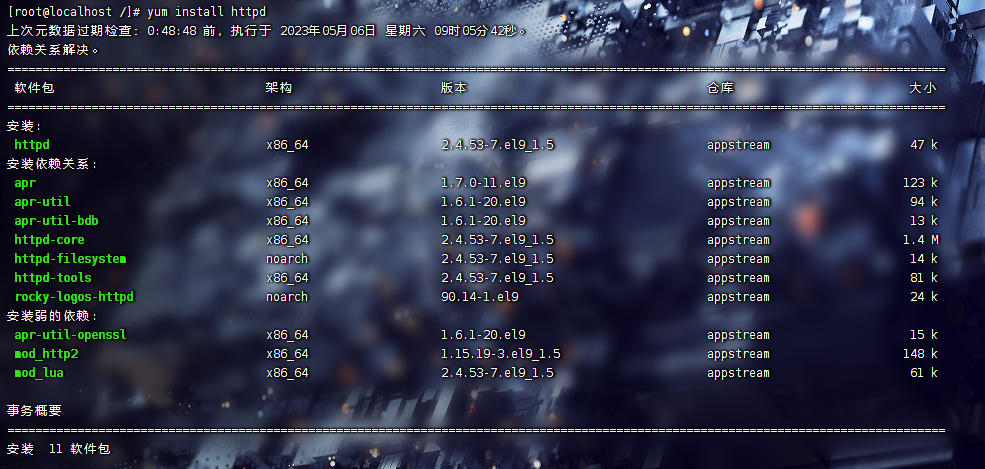 [root@localhost /]# yum install httpd
上次元数据过期检查：0:48:48 前，执行于 2023年05月06日 星期六 09时05分42秒。
依赖关系解决。
================================================================================
软件包 架构 版本 仓库 大小
================================================================================
安装:
httpd x86_64 2.4.53-7.el9_1.5 appstream 47 k
安装依赖关系:
apr x86_64 1.7.0-11.el9 appstream 123 k
apr-util x86_64 1.6.1-20.el9 appstream 94 k
apr-util-bdb x86_64 1.6.1-20.el9 appstream 13 k
httpd-core x86_64 2.4.53-7.el9_1.5 appstream 1.4 M
httpd-filesystem noarch 2.4.53-7.el9_1.5 appstream 14 k
httpd-tools x86_64 2.4.53-7.el9_1.5 appstream 81 k
rocky-logos-httpd noarch 90.14-1.el9 appstream 24 k
安装弱的依赖:
apr-util-openssl x86_64 1.6.1-20.el9 appstream 15 k
mod_http2 x86_64 1.15.19-3.el9_1.5 appstream 148 k
mod_lua x86_64 2.4.53-7.el9_1.5 appstream 61 k
事务概要
================================================================================
安装 11 软件包